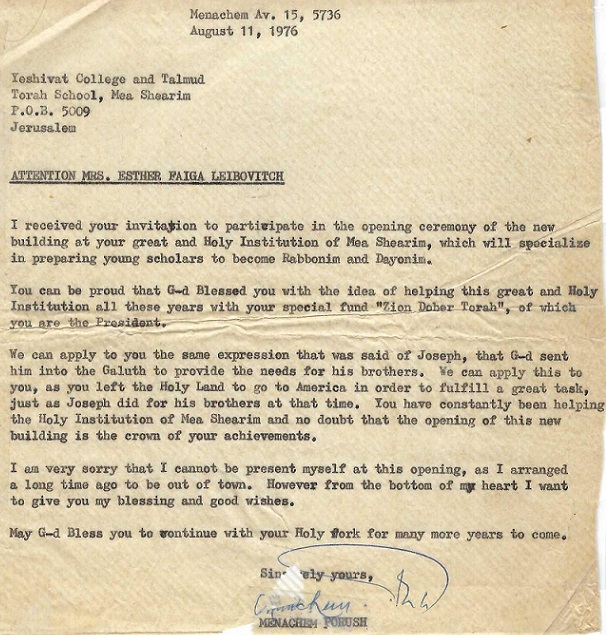 Menachem Av. 15, 5736
August 11, 1976
Yeshivat College and Talmud
Torah School, Mea Shearim
P.O.B. 5009
Jerusalem
ATTENTION MRS. ESTHER FAIGA LEIBOVITCH
I received your invitation to participate in the opening ceremony of the new
building at your great and Holy Institution of Mea Shearim, which will specialize
in preparing young scholars to become Rabbonim and Dayonim.
You can be proud that G-d Blessed you with the idea of helping this great and Holy
Institution all these years with your special fund "Zion Dober Torah", of which
you are the President.
We can apply to you the same expression that was said of Joseph, that G-d sent
him into the Galuth to provide the needs for his brothers. We can apply this to
you, as you left the Holy Land to go to America in order to fulfill a great task,
just as Joseph did for his brothers at that time. You have constantly been helping
the Holy Institution of Mea Shearim and no doubt that the opening of this new
building is the crown of your achievements.
I am very sorry that I cannot be present myself at this opening, as I arranged
a long time ago to be out of town. However from the bottom of my heart I want
to give you my blessing and good wishes.
May G-d Bless you to continue with your Holy Work for many more years to come.
Sincerely yours,
MENACHEM PORUSH